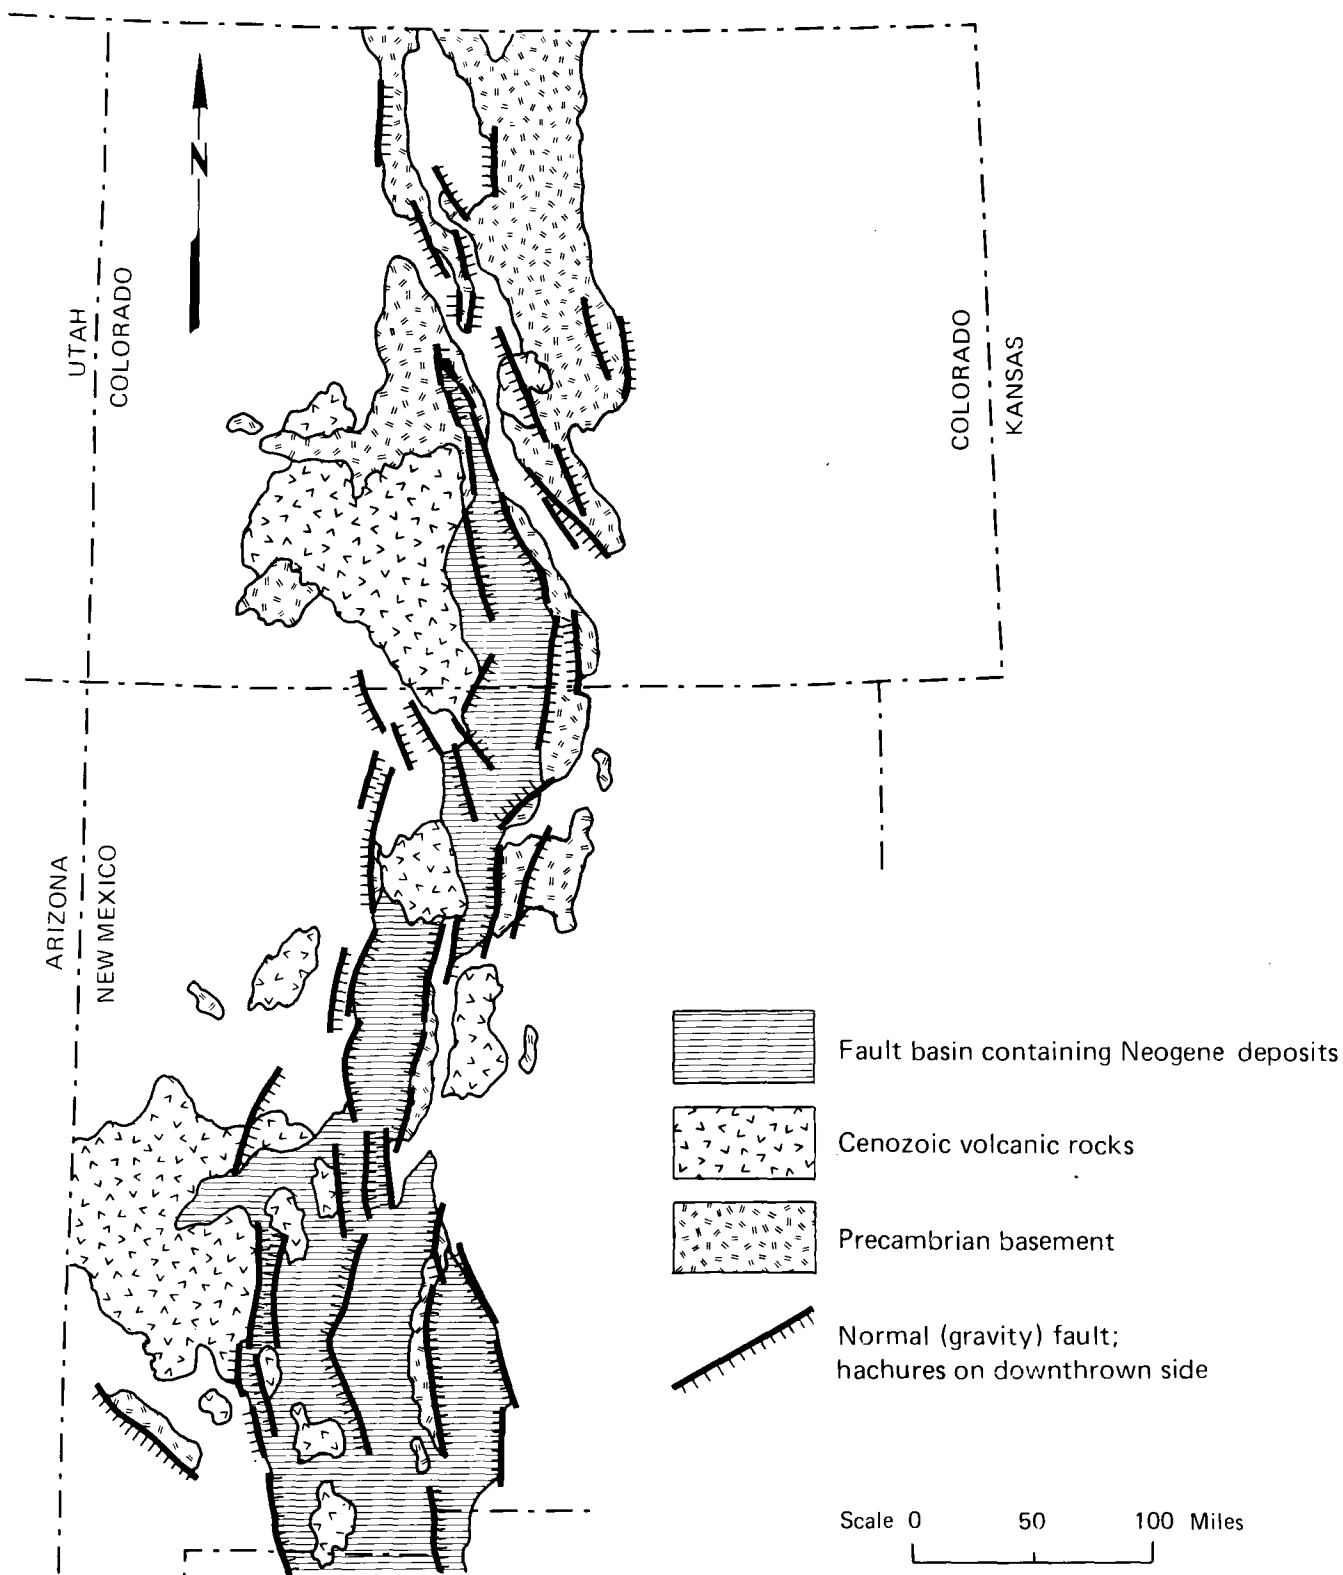 N
UTAH
COLORADO
COLORADO
KANSAS
ARIZONA
NEW MEXICO
Fault basin containing Neogene deposits
Cenozoic volcanic rocks
Precambrian basement
Normal (gravity) fault;
hachures on downthrown side
Scale 0 50 100 Miles